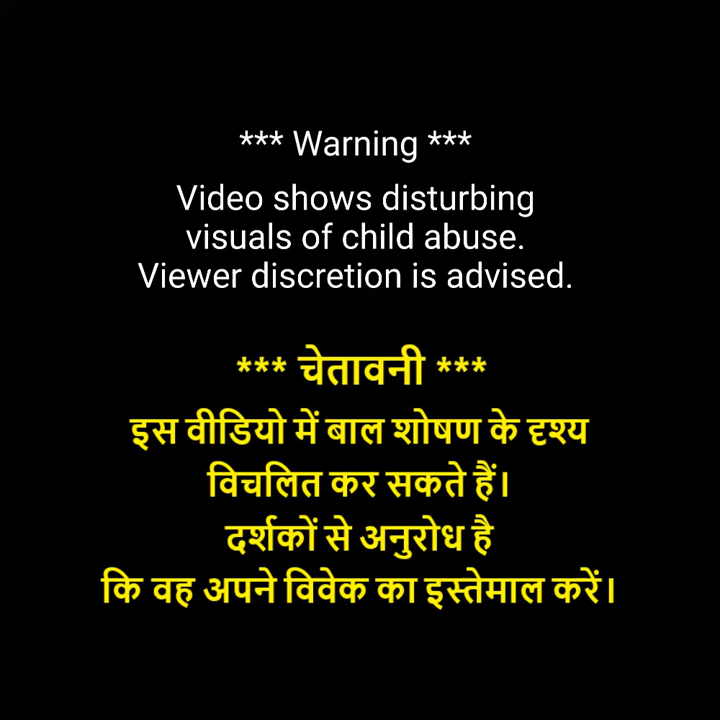 *** Warning ***
Video shows disturbing
visuals of child abuse.
Viewer discretion is advised.
*** चेतावनी ***
इस वीडियो में बाल शोषण के दृश्य
विचलित कर सकते हैं।
दर्शकों से अनुरोध है
कि वह अपने विवेक का इस्तेमाल करें।